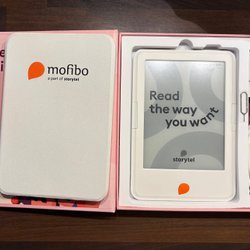 mofibo
a part of storytel
Read
the way
you want
storytel